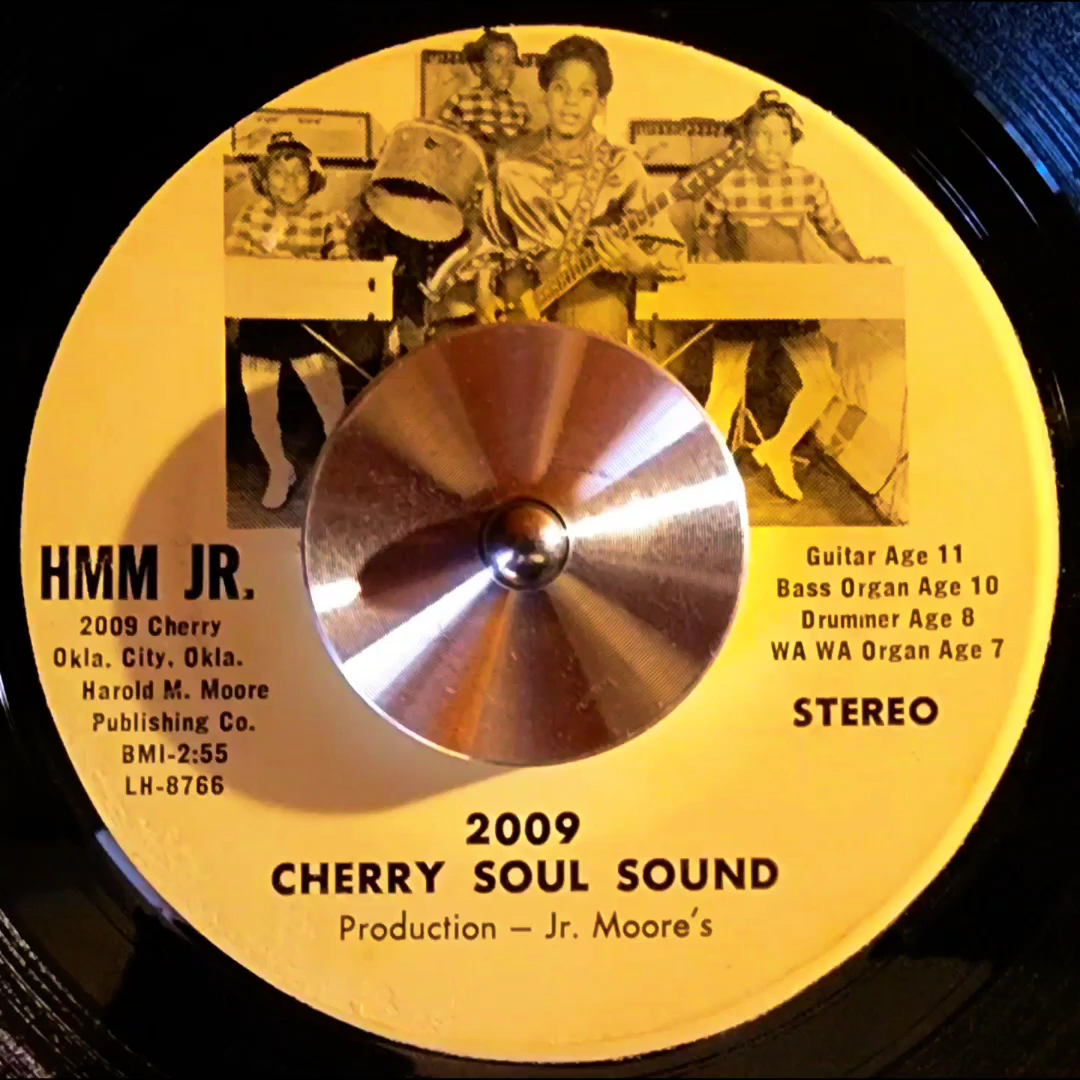 HMM JR.
2009 Cherry
Okla. City, Okla.
Harold M. Moore
Publishing Co.
BMI-2:55
LH-8766
Guitar Age 11
Bass Organ Age 10
Drummer Age 8
WA WA Organ Age 7
STEREO
2009
CHERRY SOUL SOUND
Production — Jr. Moore's